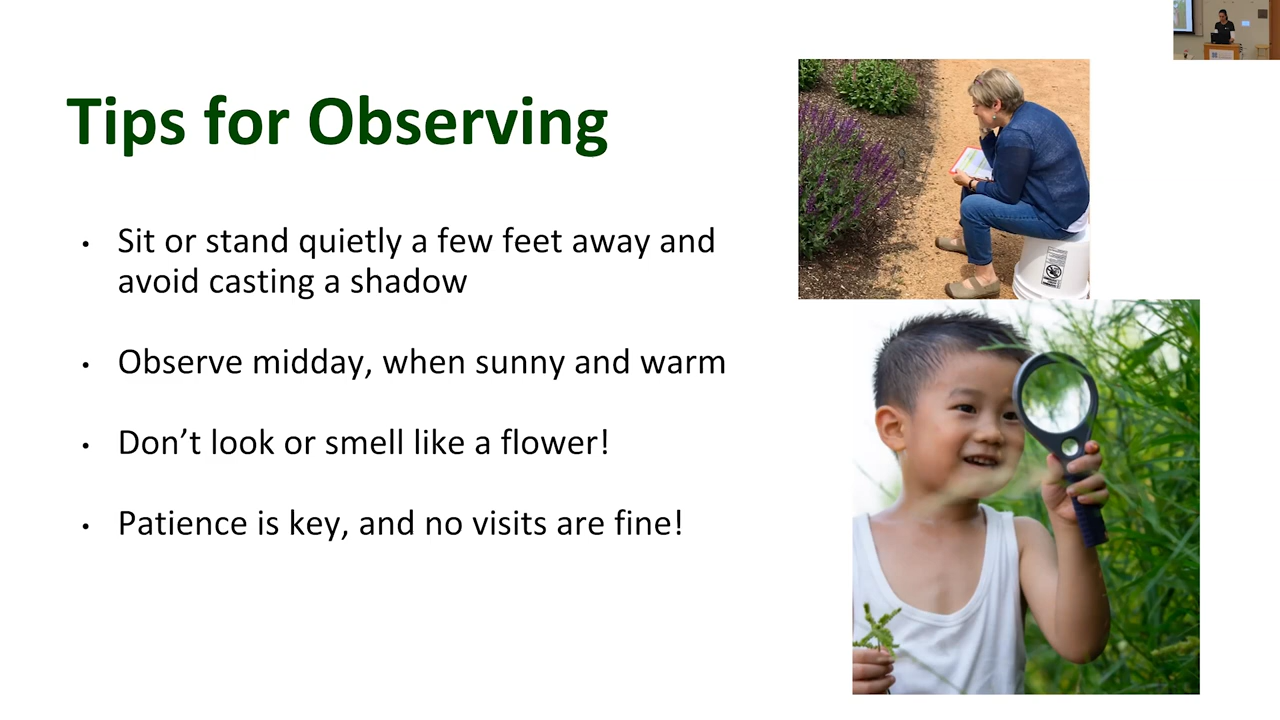 Tips for Observing
• Sit or stand quietly a few feet away and
avoid casting a shadow
• Observe midday, when sunny and warm
• Don’t look or smell like a flower!
• Patience is key, and no visits are fine!